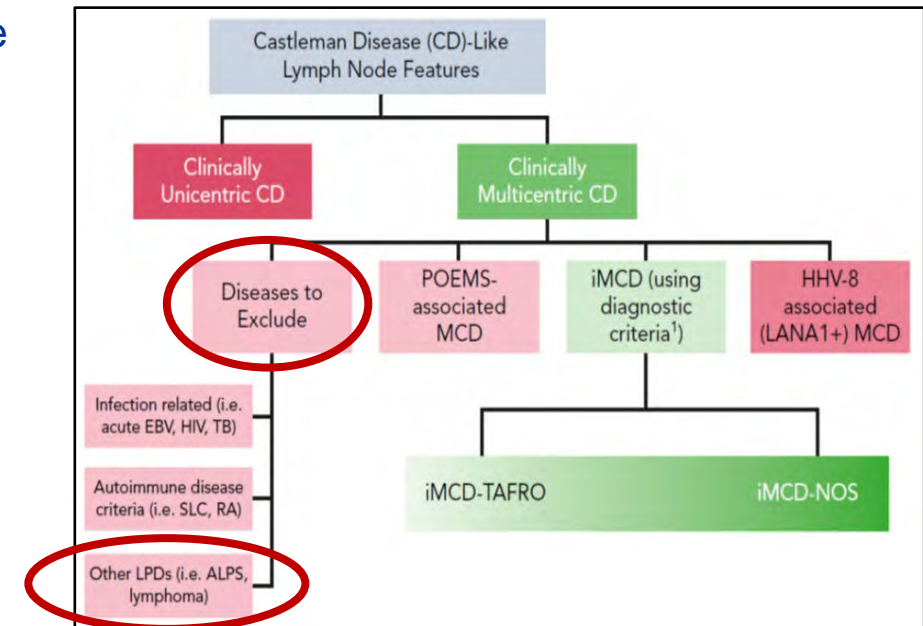 e
Castleman Disease (CD)-Like
Lymph Node Features
Clinically
Unicentric CD
Clinically
Multicentric CD
Diseases to
Exclude
POEMS-
associated
MCD
iMCD (using
diagnostic
criteria¹)
HHV-8
associated
(LANA1+) MCD
Infection related (i.e.
acute EBV, HIV, TB)
Autoimmune disease
criteria (i.e. SLC, RA)
Other LPDs (i.e. ALPS,
lymphoma)
iMCD-TAFRO
iMCD-NOS